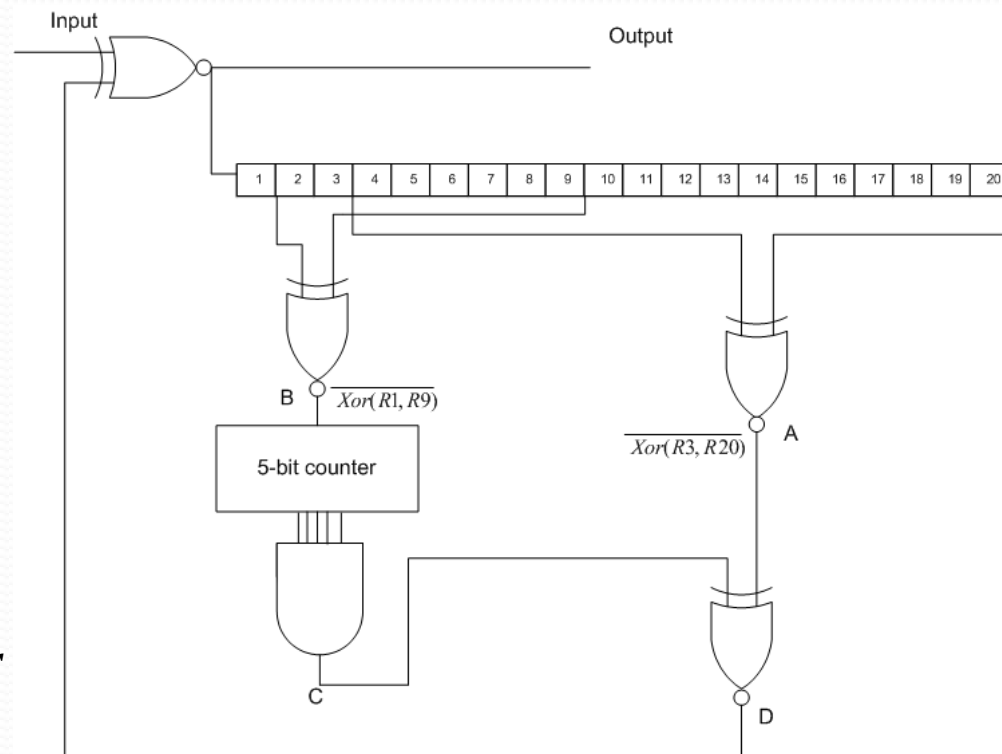 Input
Output
1 2 3 4 5 6 7 8 9 10 11 12 13 14 15 16 17 18 19 20
B
Xor(R1, R9)
A
Xor(R3, R20)
5-bit counter
C
D